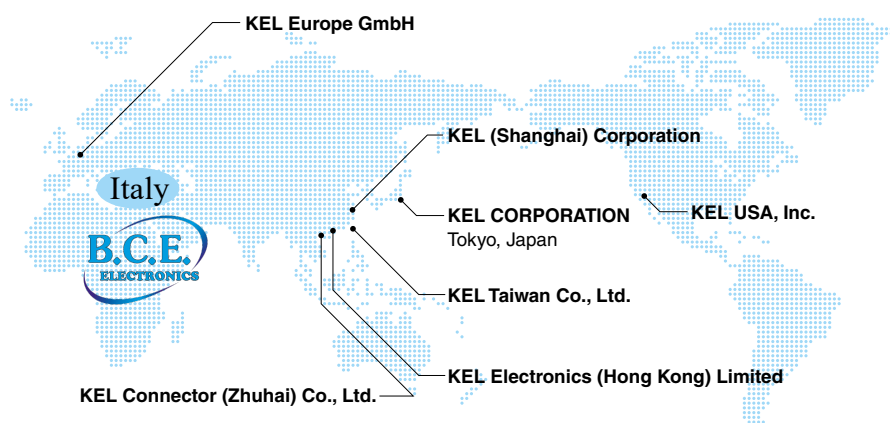 KEL Europe GmbH
KEL (Shanghai) Corporation
Italy
KEL CORPORATION
Tokyo, Japan
KEL USA, Inc.
B.C.E.
ELECTRONICS
KEL Taiwan Co., Ltd.
KEL Electronics (Hong Kong) Limited
KEL Connector (Zhuhai) Co., Ltd.